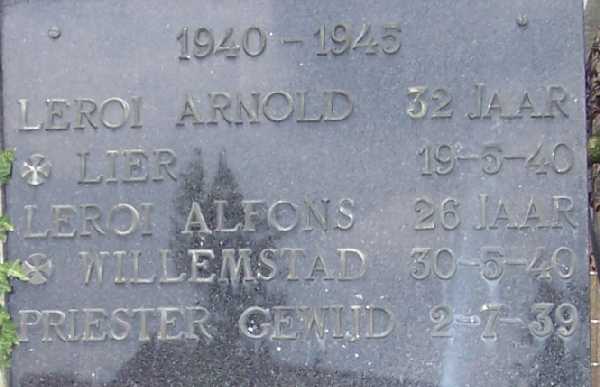 1940 - 1945
LEROI ARNOLD 32 JAAR
✠ LIER 19-5-40
LEROI ALFONS 26 JAAR
✠ WILLEMSTAD 30-5-40
PRIESTER GEWIJD 2-7-39